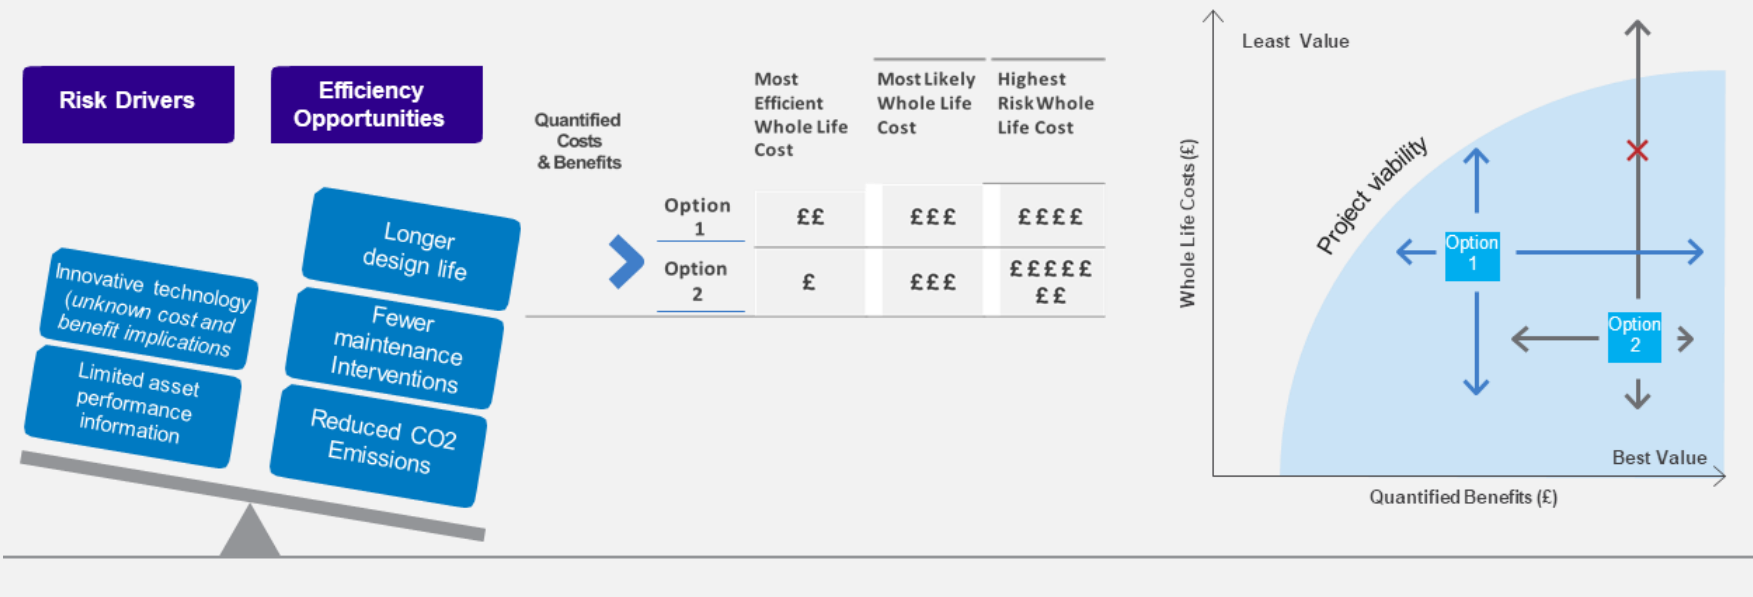 Risk Drivers
Efficiency
Opportunities
Innovative technology
(unknown cost and
benefit implications
Limited asset
performance
information
Longer
design life
Fewer
maintenance
Interventions
Reduced CO2
Emissions
Quantified
Costs
& Benefits
Most
Efficient
Whole Life
Cost
Most Likely
Whole Life
Cost
Highest
Risk Whole
Life Cost
Option
1
££
£££
££££
Option
2
£
£££
£££££
££
Least Value
Project viability
Whole Life Costs (£)
Option
1
Option
2
Best Value
Quantified Benefits (£)